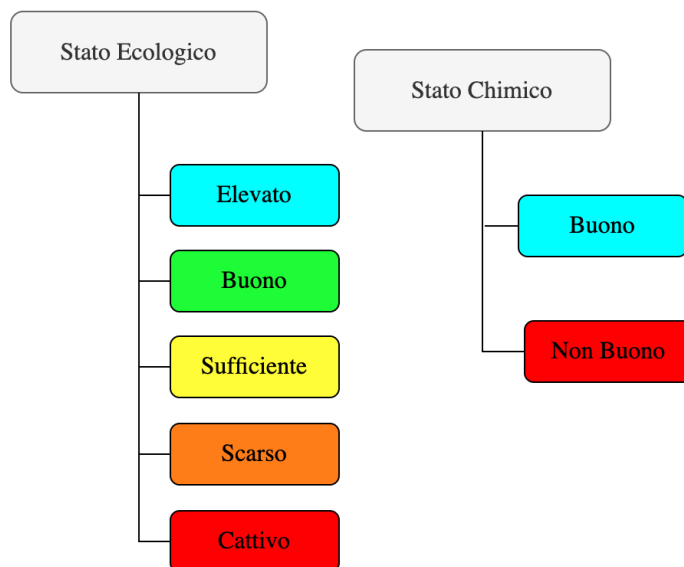 Stato Ecologico
Elevato
Buono
Sufficiente
Scarso
Cattivo
Stato Chimico
Buono
Non Buono